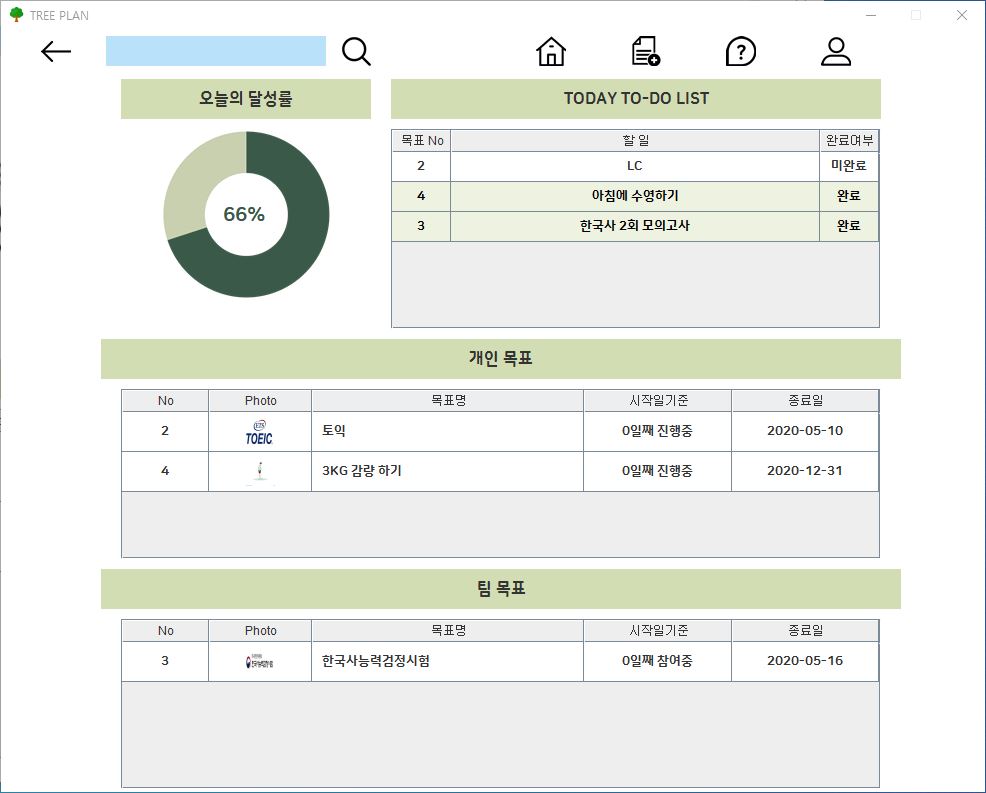 TREE PLAN
오늘의 달성률
TODAY TO-DO LIST
66%
목표 No 할 일 완료여부
2 LC 미완료
4 아침에 수영하기 완료
3 한국사 2회 모의고사 완료
개인 목표
No Photo 목표명 시작일기준 종료일
2 ETS TOEIC 토익 0일째 진행중 2020-05-10
4 3KG 감량 하기 0일째 진행중 2020-12-31
팀 목표
No Photo 목표명 시작일기준 종료일
3 한국사능력검정시험 0일째 참여중 2020-05-16